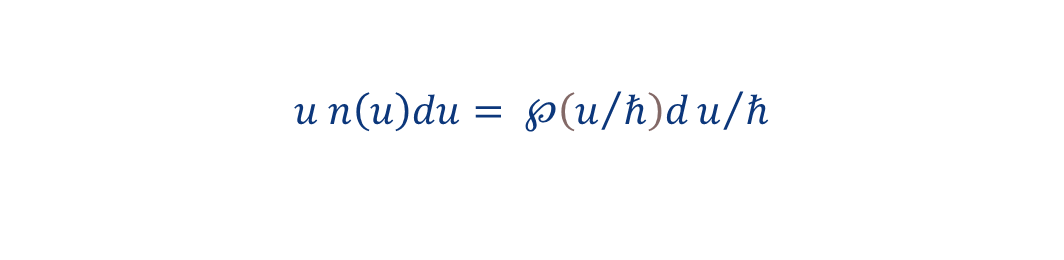 u n(u)du = ℘(u/ħ)d u/ħ